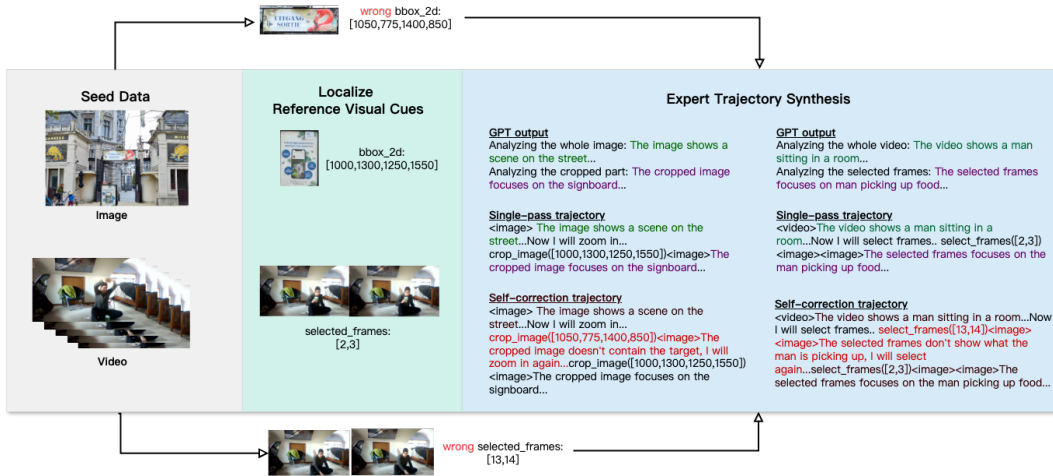 VIJFGANG
SORTIE
wrong bbox_2d:
[1050,775,1400,850]
Seed Data
Image
Video
Localize
Reference Visual Cues
bbox_2d:
[1000,1300,1250,1550]
selected_frames:
[2,3]
Expert Trajectory Synthesis
GPT output
Analyzing the whole image: The image shows a
scene on the street...
Analyzing the cropped part: The cropped image
focuses on the signboard...
Single-pass trajectory
<image> The image shows a scene on the
street...Now I will zoom in...
crop_image([1000,1300,1250,1550])<image>The
cropped image focuses on the signboard...
Self-correction trajectory
<image> The image shows a scene on the
street...Now I will zoom in...
crop_image([1050,775,1400,850])<image>The
cropped image doesn't contain the target, I will
zoom in again...crop_image([1000,1300,1250,1550])
<image>The cropped image focuses on the
signboard...
GPT output
Analyzing the whole video: The video shows a man
sitting in a room...
Analyzing the selected frames: The selected frames
focuses on man picking up food...
Single-pass trajectory
<video>The video shows a man sitting in a
room...Now I will select frames.. select_frames([2,3])
<image><image>The selected frames focuses on the
man picking up food...
Self-correction trajectory
<video>The video shows a man sitting in a room...Now
I will select frames.. select_frames([13,14])<image>
<image>The selected frames don't show what the
man is picking up, I will select
again...select_frames([2,3])<image><image>The
selected frames focuses on the man picking up food...
wrong selected_frames:
[13,14]